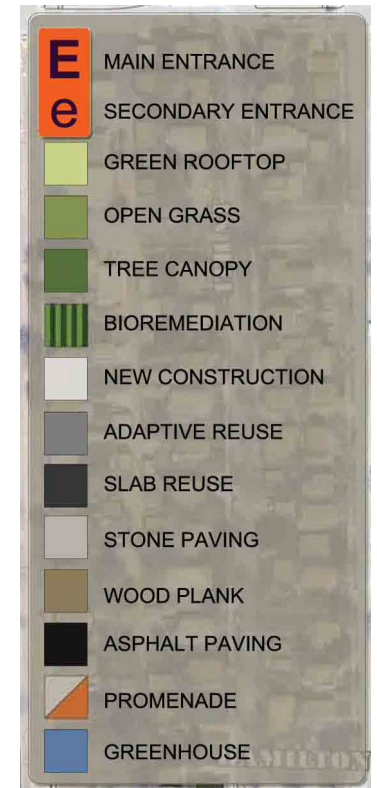 E MAIN ENTRANCE
e SECONDARY ENTRANCE
GREEN ROOFTOP
OPEN GRASS
TREE CANOPY
BIOREMEDIATION
NEW CONSTRUCTION
ADAPTIVE REUSE
SLAB REUSE
STONE PAVING
WOOD PLANK
ASPHALT PAVING
PROMENADE
GREENHOUSE